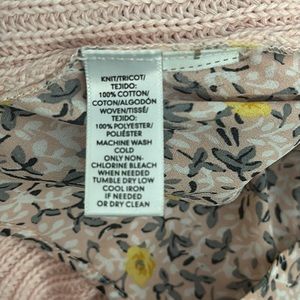 KNIT/TRICOT/
TEJIDO:
100% COTTON/
COTON/ALGODÓN
WOVEN/TISSÉ/
TEJIDO:
100% POLYESTER/
POLIÉSTER
MACHINE WASH
COLD
ONLY NON-
CHLORINE BLEACH
WHEN NEEDED
TUMBLE DRY LOW
COOL IRON
IF NEEDED
OR DRY CLEAN